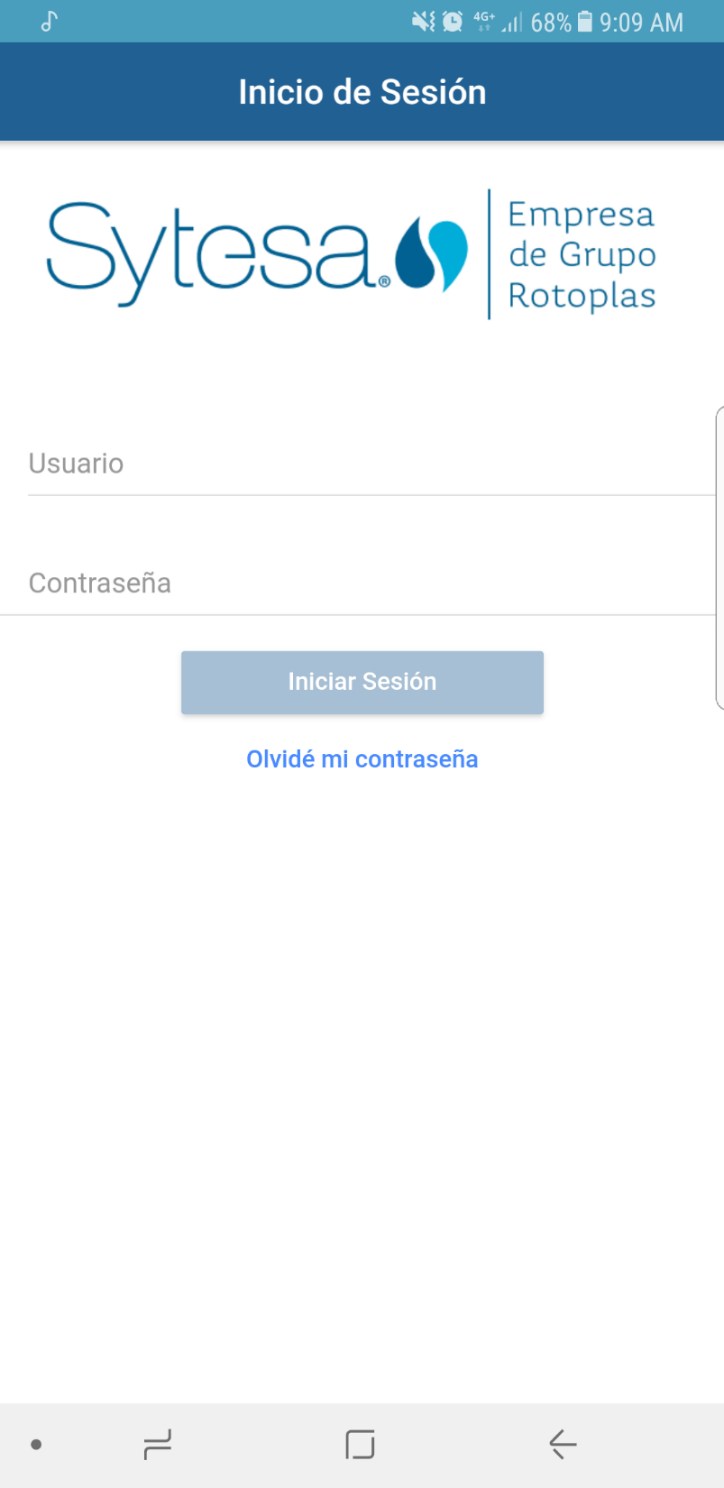 4G+ 68% 9:09 AM
Inicio de Sesión
Sytesa®
Empresa
de Grupo
Rotoplas
Usuario
Contraseña
Iniciar Sesión
Olvidé mi contraseña